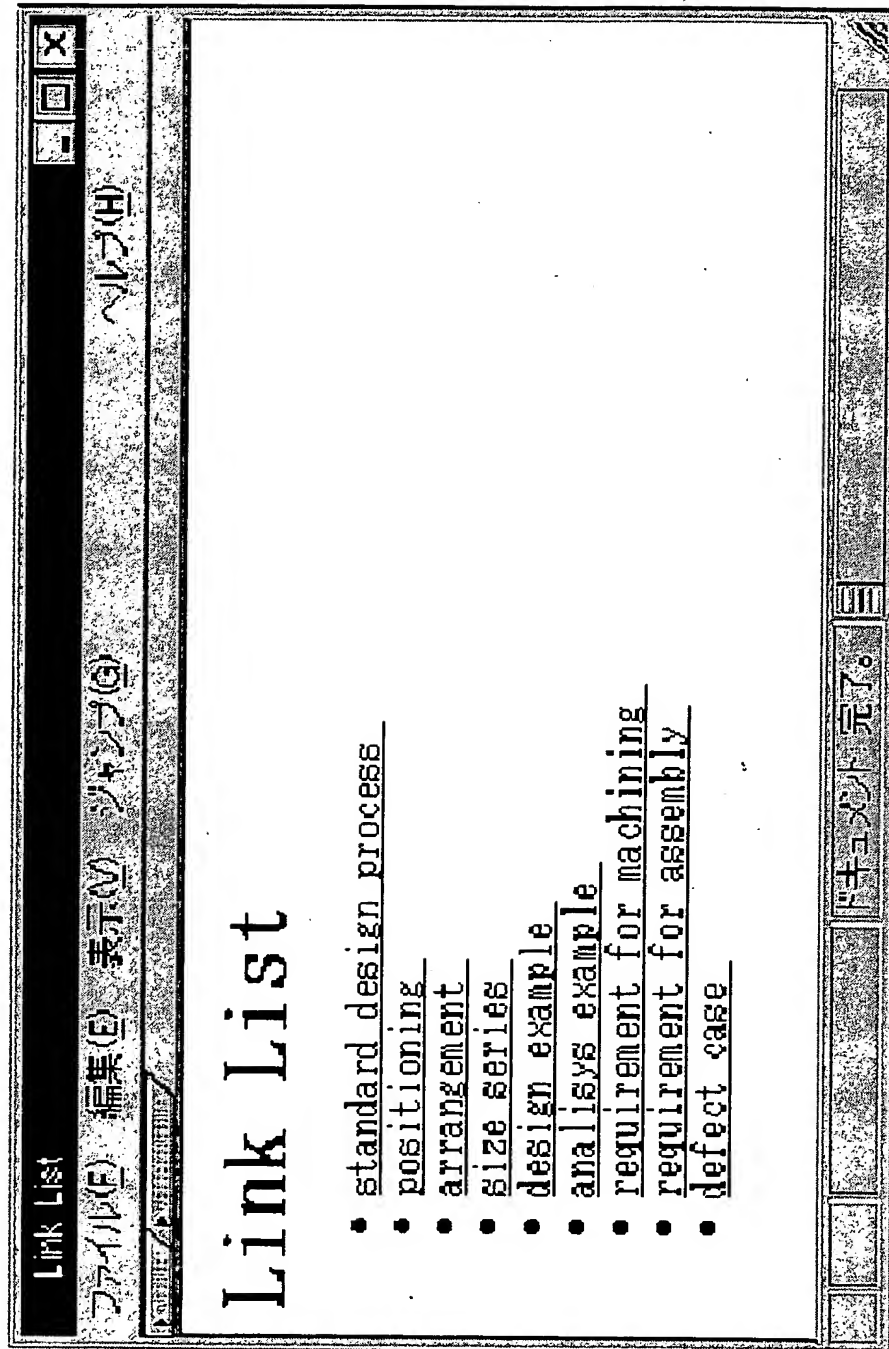 Link List
ファイル(F) 編集(E) 表示(V) ジャンプ(G) ヘルプ(H)
Link List
• standard design process
• positioning
• arrangement
• size series
• design example
• analisys example
• requirement for machining
• requirement for assembly
• defect case
ドキュメント: 完了。